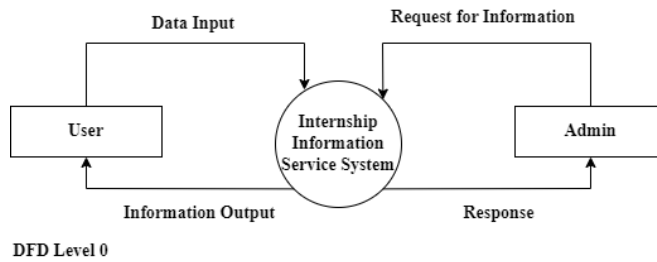 Data Input
Request for Information
User
Internship
Information
Service System
Admin
Information Output
Response
DFD Level 0